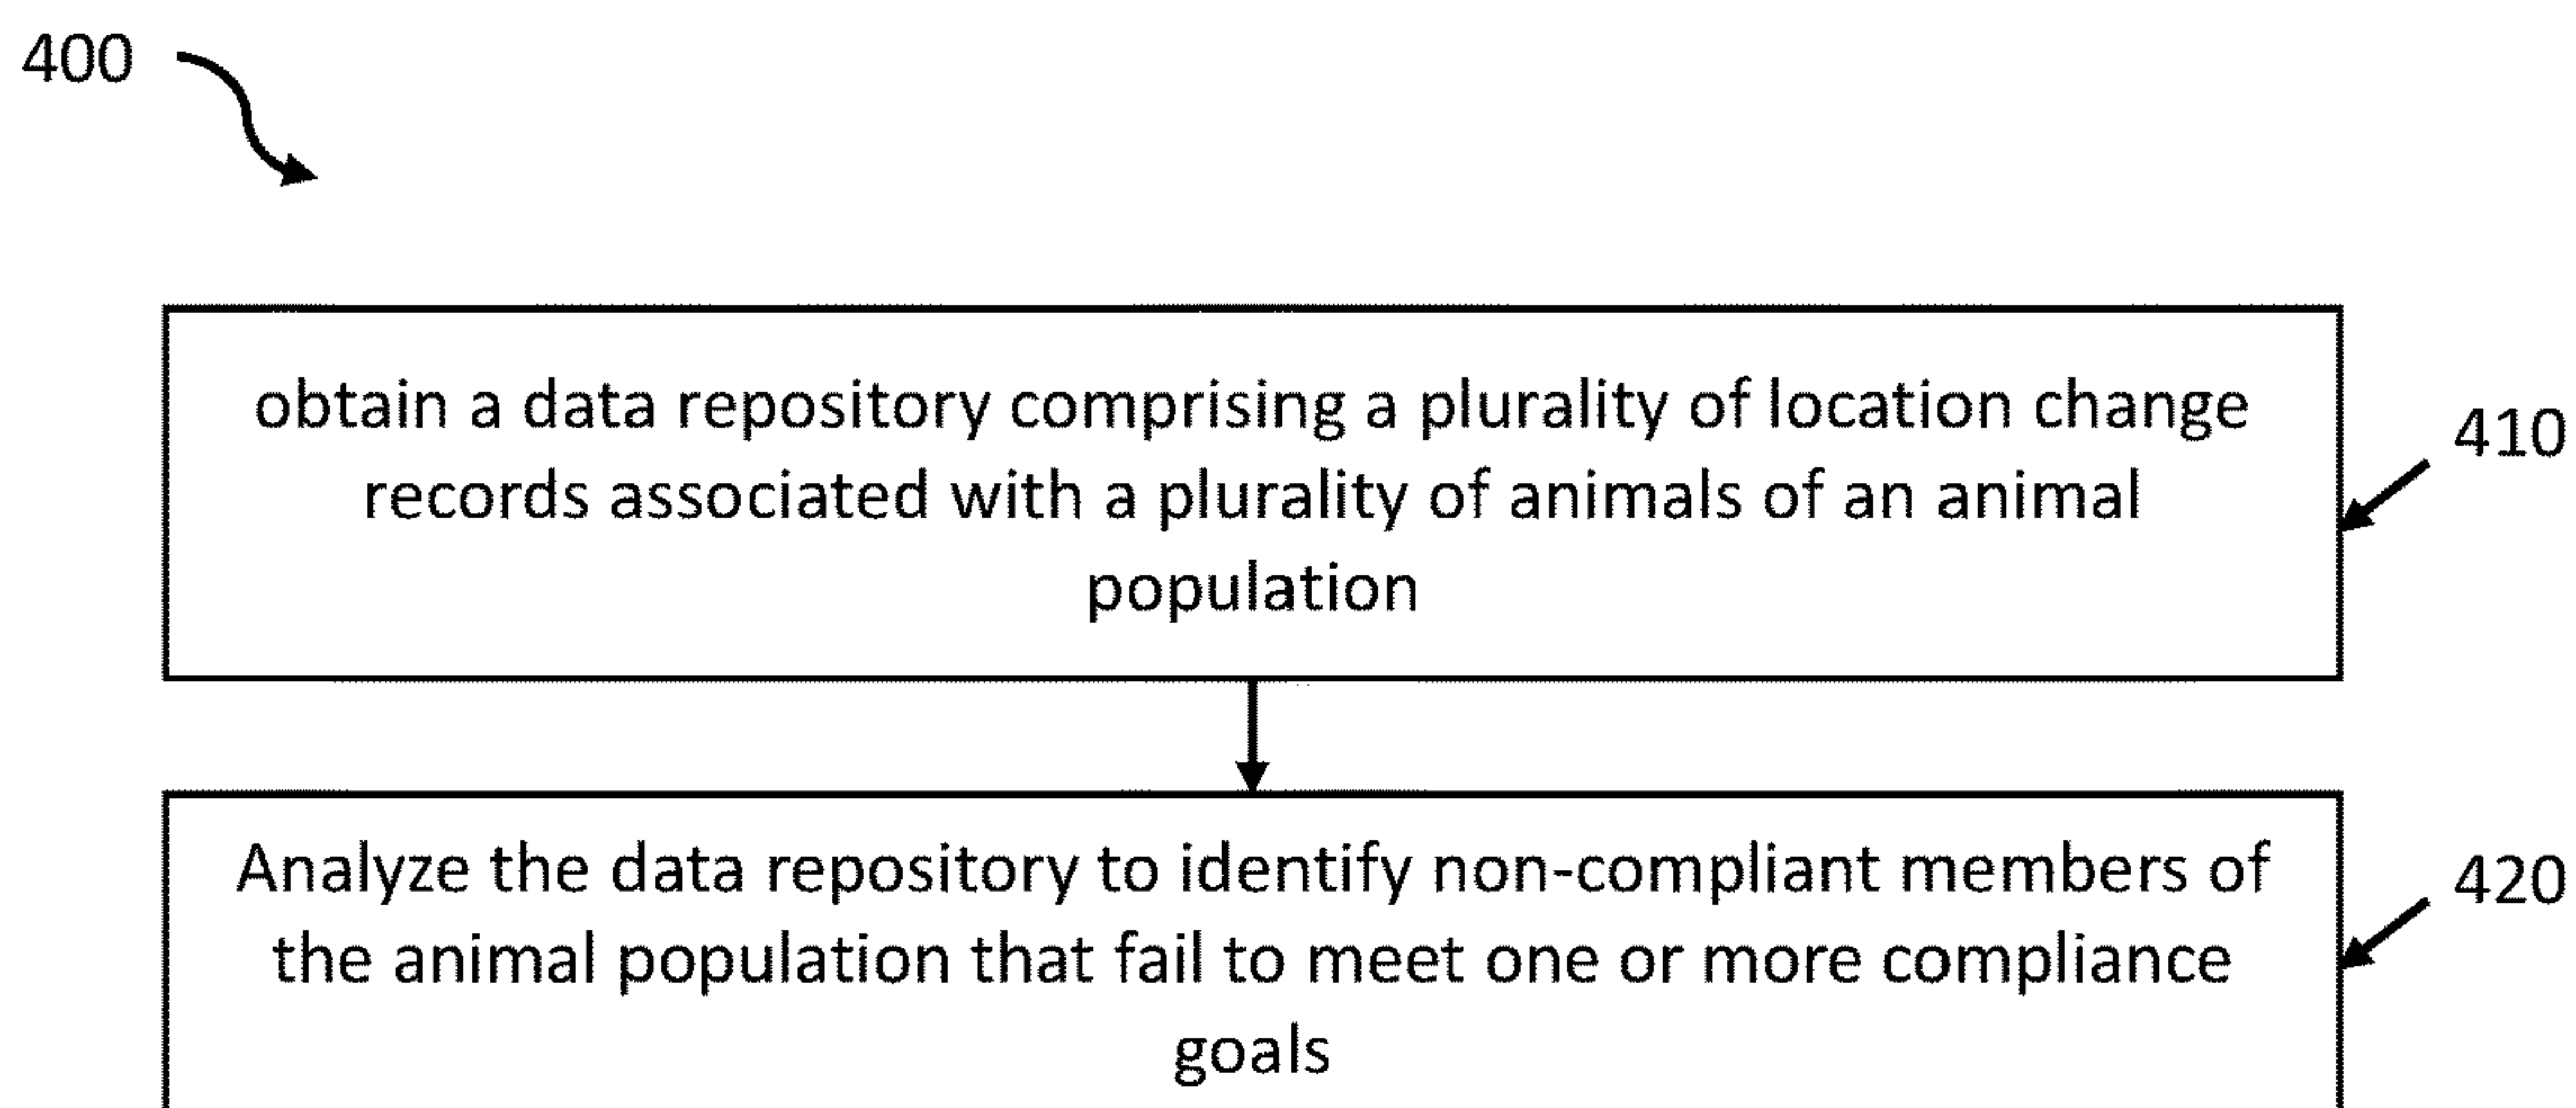 400
obtain a data repository comprising a plurality of location change
records associated with a plurality of animals of an animal
population
410
Analyze the data repository to identify non-compliant members of
the animal population that fail to meet one or more compliance
goals
420